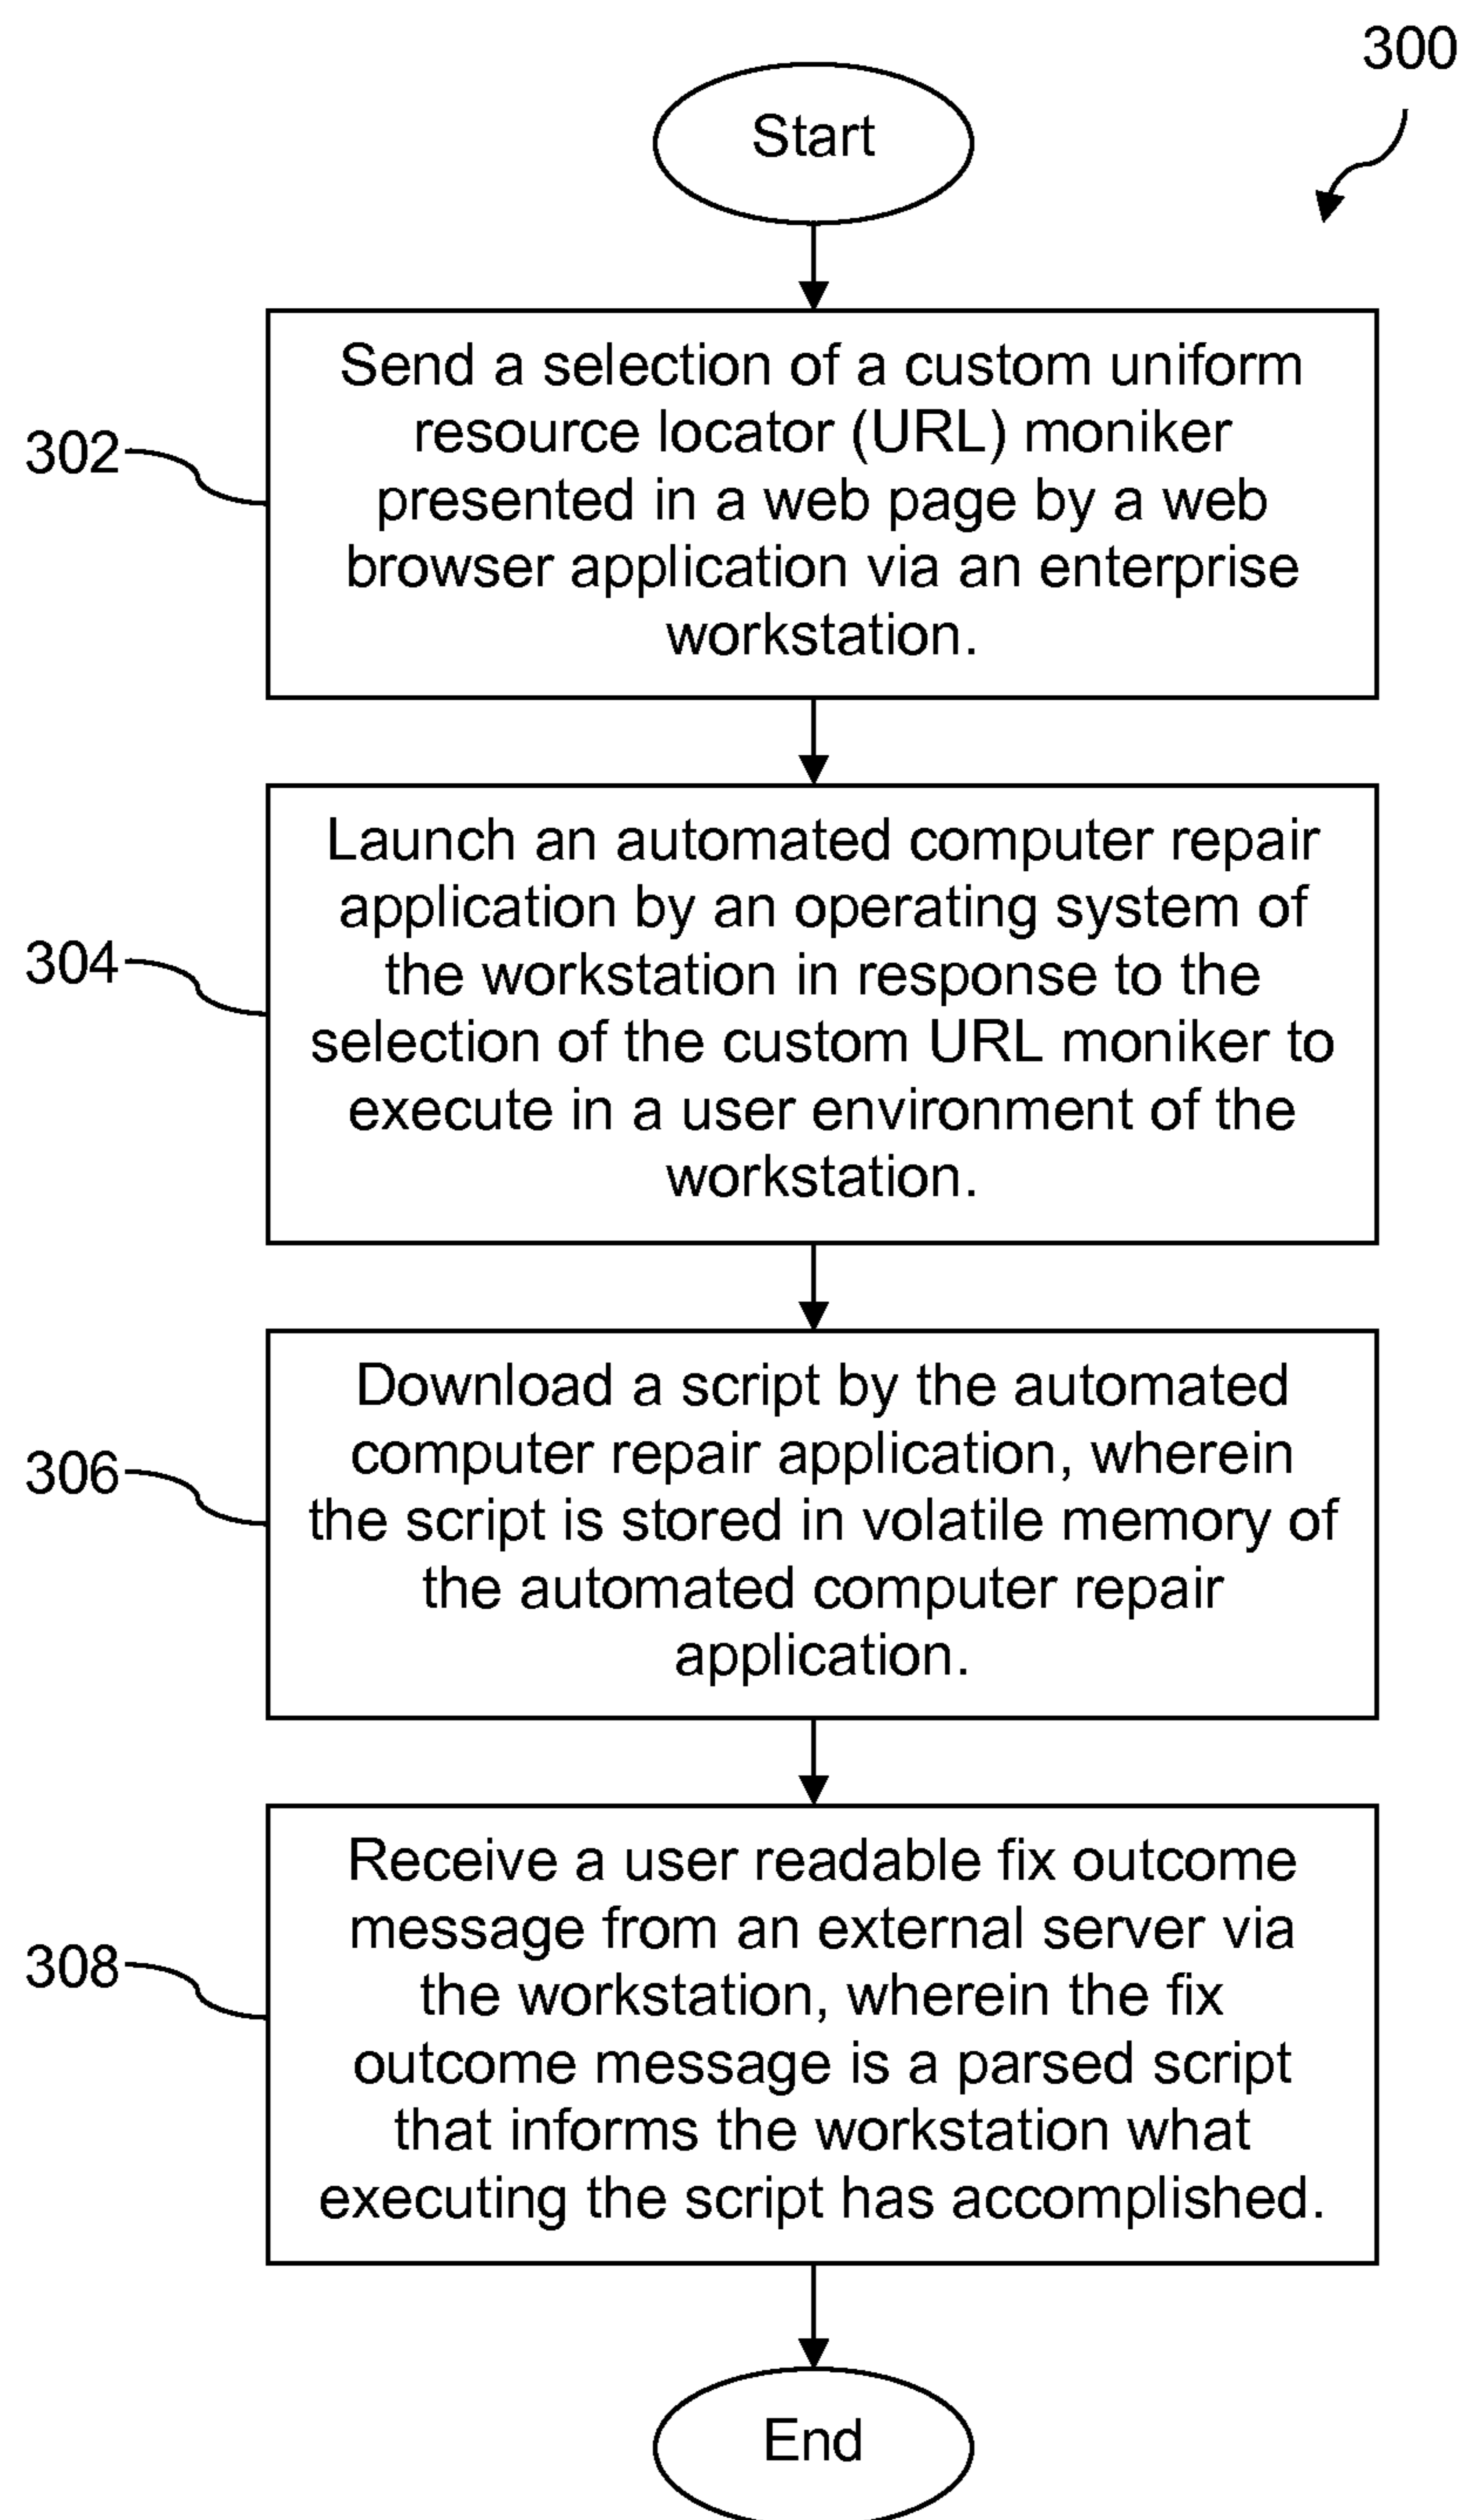 300
Start
302
Send a selection of a custom uniform
resource locator (URL) moniker
presented in a web page by a web
browser application via an enterprise
workstation.
304
Launch an automated computer repair
application by an operating system of
the workstation in response to the
selection of the custom URL moniker to
execute in a user environment of the
workstation.
306
Download a script by the automated
computer repair application, wherein
the script is stored in volatile memory of
the automated computer repair
application.
308
Receive a user readable fix outcome
message from an external server via
the workstation, wherein the fix
outcome message is a parsed script
that informs the workstation what
executing the script has accomplished.
End